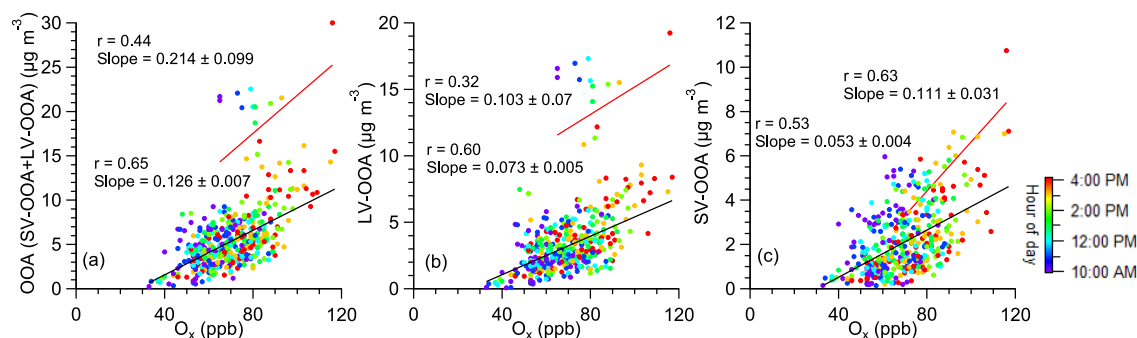 OOA (SV-OOA+LV-OOA) (µg m⁻³)
30
25
20
15
10
5
0
r = 0.44
Slope = 0.214 ± 0.099
r = 0.65
Slope = 0.126 ± 0.007
(a)
0 40 80 120
Oₓ (ppb)
LV-OOA (µg m⁻³)
20
15
10
5
0
r = 0.32
Slope = 0.103 ± 0.07
r = 0.60
Slope = 0.073 ± 0.005
(b)
0 40 80 120
Oₓ (ppb)
SV-OOA (µg m⁻³)
12
10
8
6
4
2
0
r = 0.63
Slope = 0.111 ± 0.031
r = 0.53
Slope = 0.053 ± 0.004
(c)
0 40 80 120
Oₓ (ppb)
Hour of day
4:00 PM
2:00 PM
12:00 PM
10:00 AM